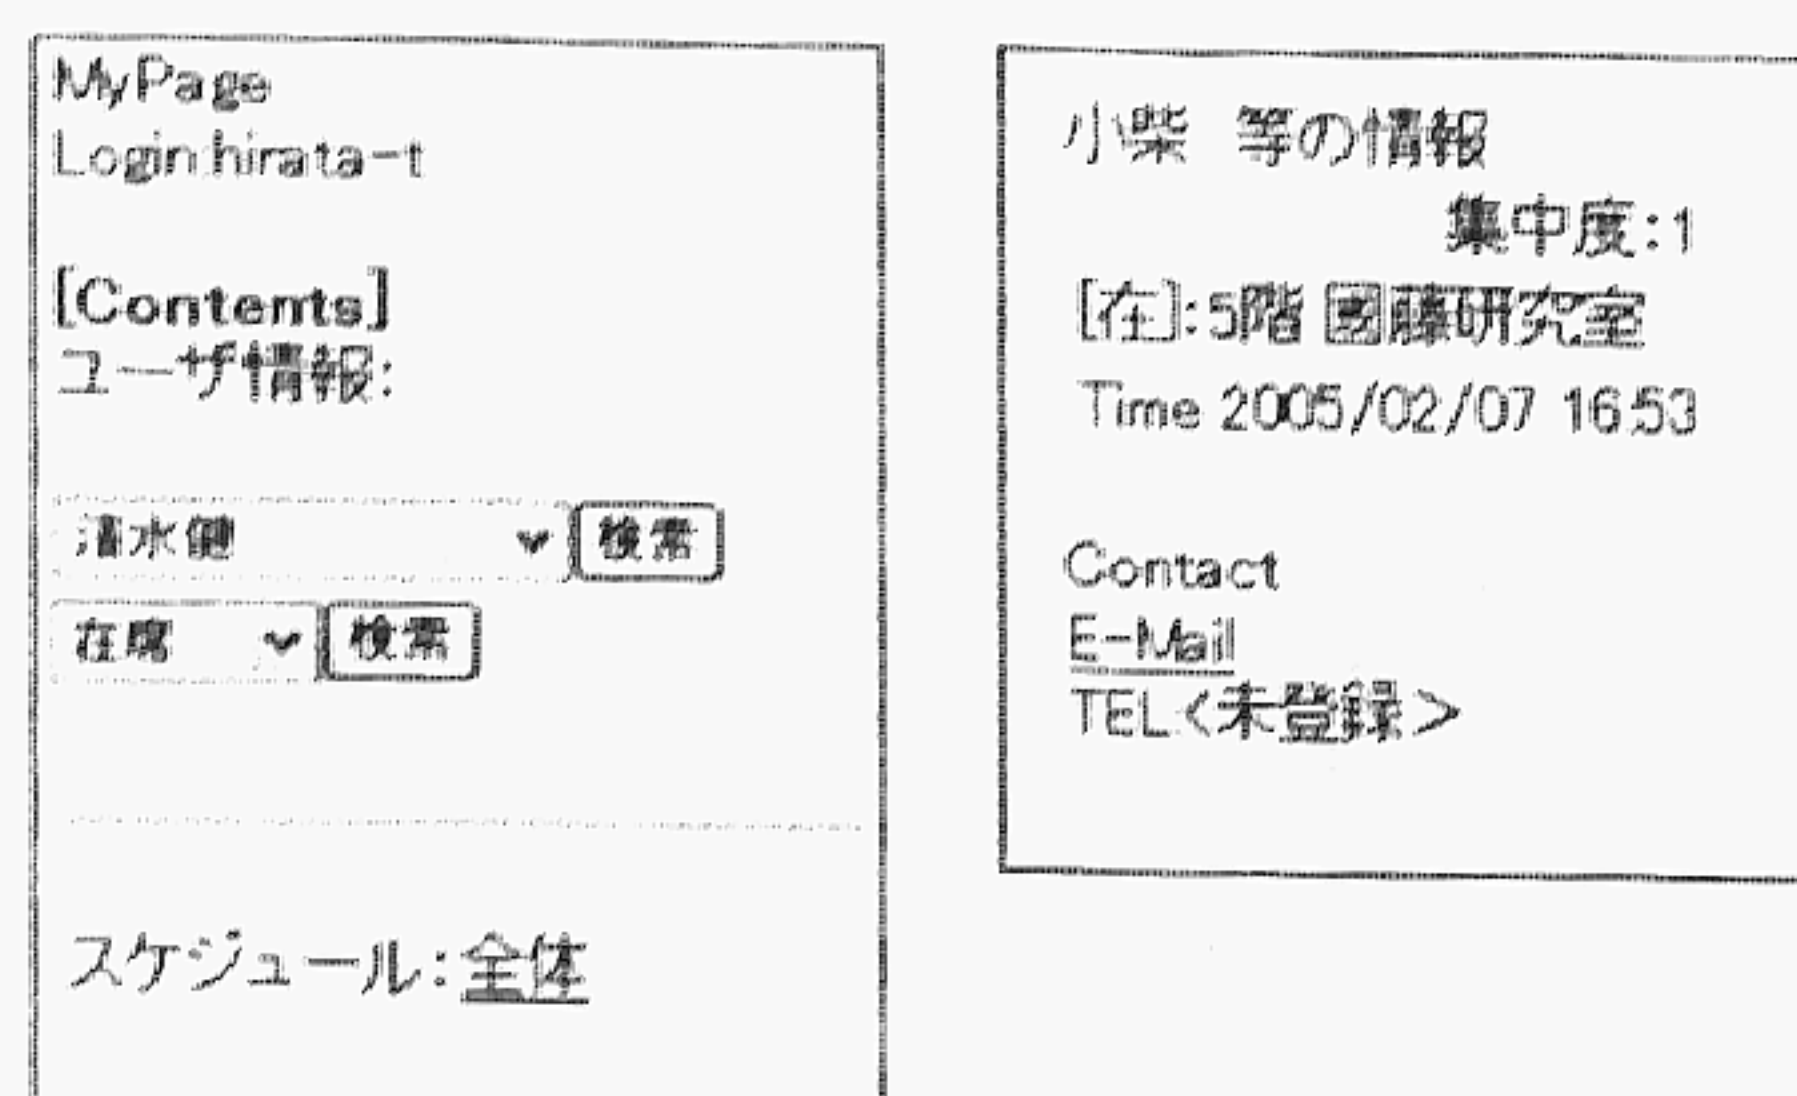 MyPage
Login:hirata-t
[Contents]
ユーザ情報:
清水健 検索
在席 検索
スケジュール:全体
小柴 等の情報
集中度:1
[在]:5階 國藤研究室
Time 2005/02/07 16:53
Contact
E-Mail
TEL<未登録>